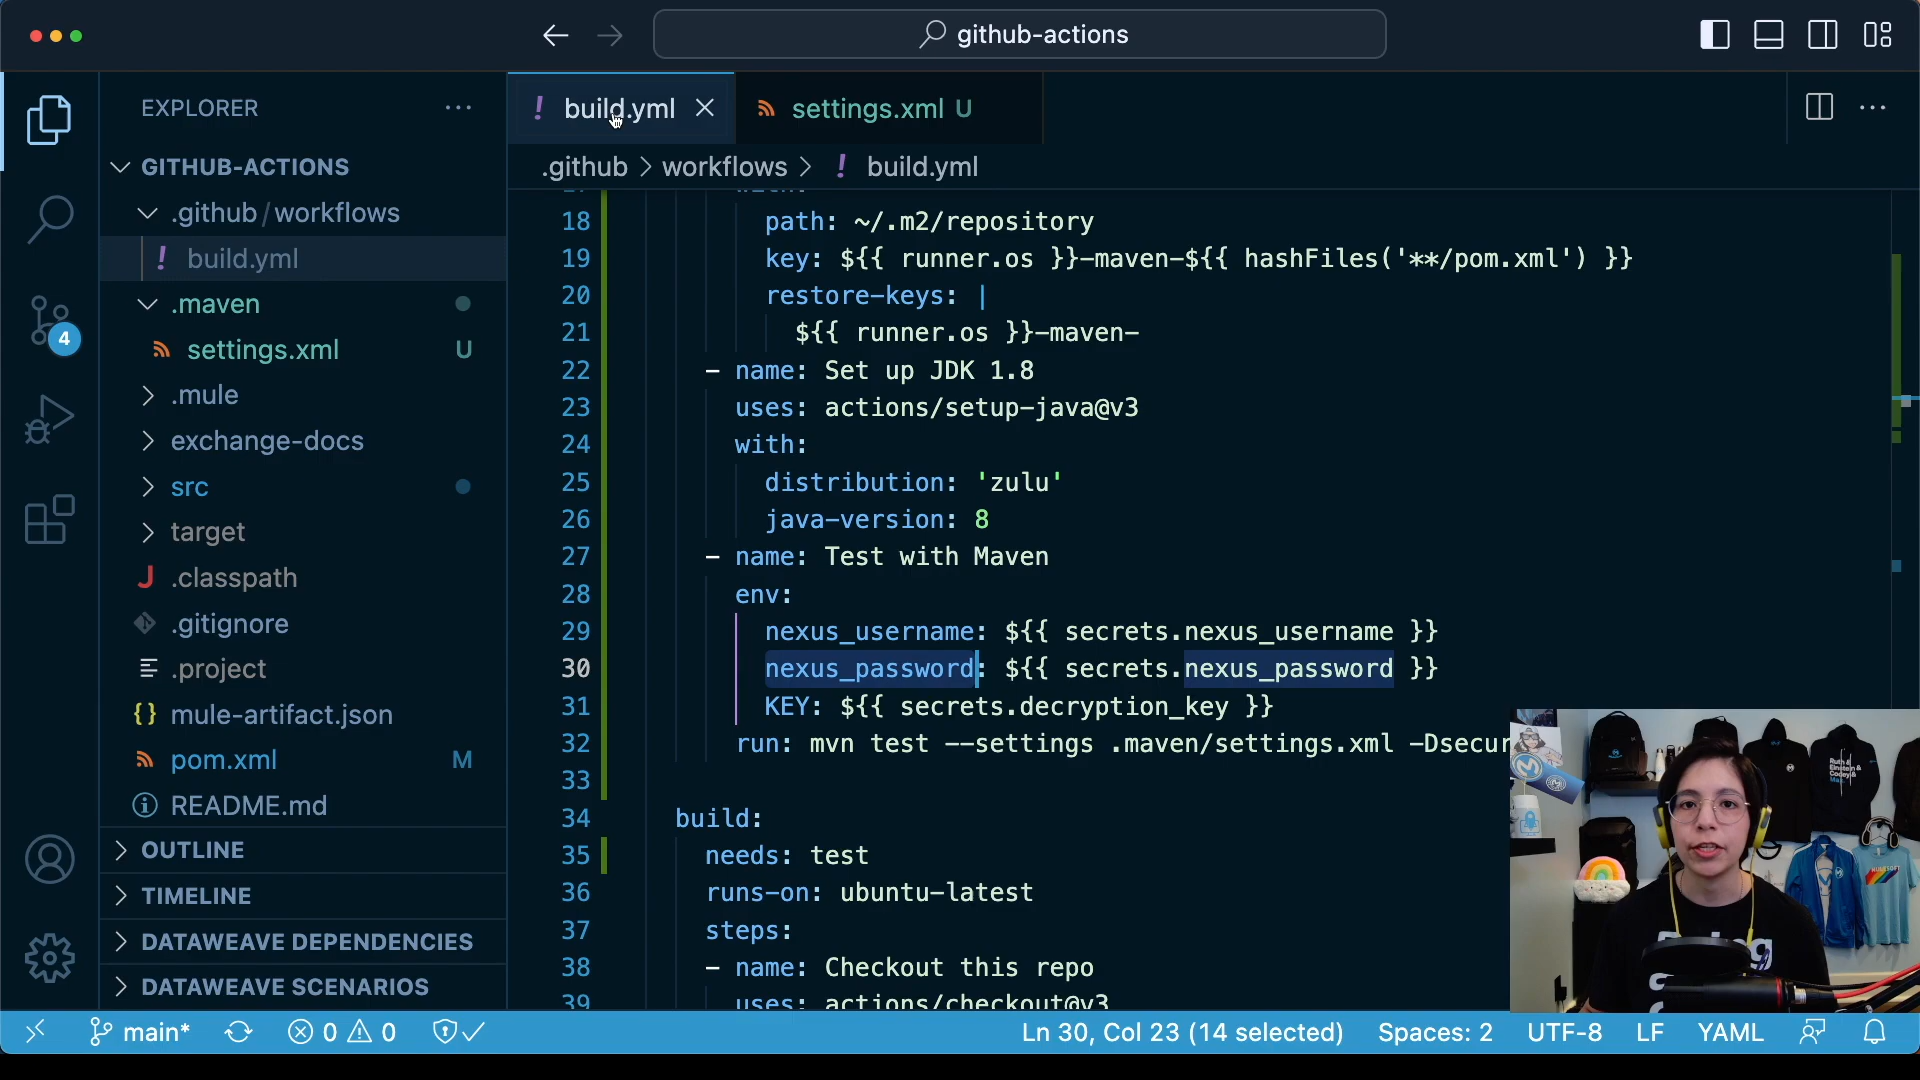 github-actions
EXPLORER
GITHUB-ACTIONS
.github/workflows
build.yml
.maven
settings.xml U
.mule
exchange-docs
src
target
.classpath
.gitignore
.project
mule-artifact.json
pom.xml M
README.md
OUTLINE
TIMELINE
DATAWEAVE DEPENDENCIES
DATAWEAVE SCENARIOS
4
build.yml
settings.xml U
.github > workflows > ! build.yml
18 path: ~/.m2/repository
19 key: ${{ runner.os }}-maven-${{ hashFiles('**/pom.xml') }}
20 restore-keys: |
21 ${{ runner.os }}-maven-
22 - name: Set up JDK 1.8
23 uses: actions/setup-java@v3
24 with:
25 distribution: 'zulu'
26 java-version: 8
27 - name: Test with Maven
28 env:
29 nexus_username: ${{ secrets.nexus_username }}
30 nexus_password: ${{ secrets.nexus_password }}
31 KEY: ${{ secrets.decryption_key }}
32 run: mvn test --settings .maven/settings.xml -Dsecur
33
34 build:
35 needs: test
36 runs-on: ubuntu-latest
37 steps:
38 - name: Checkout this repo
39 uses: actions/checkout@v3
main* 0 0
Ln 30, Col 23 (14 selected) Spaces: 2 UTF-8 LF YAML